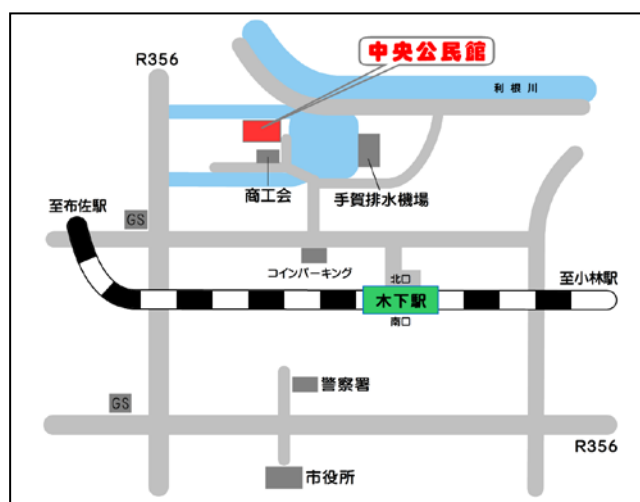 中央公民館
R356
利根川
商工会
手賀排水機場
至布佐駅
GS
コインパーキング
北口
至小林駅
木下駅
南口
警察署
GS
R356
市役所